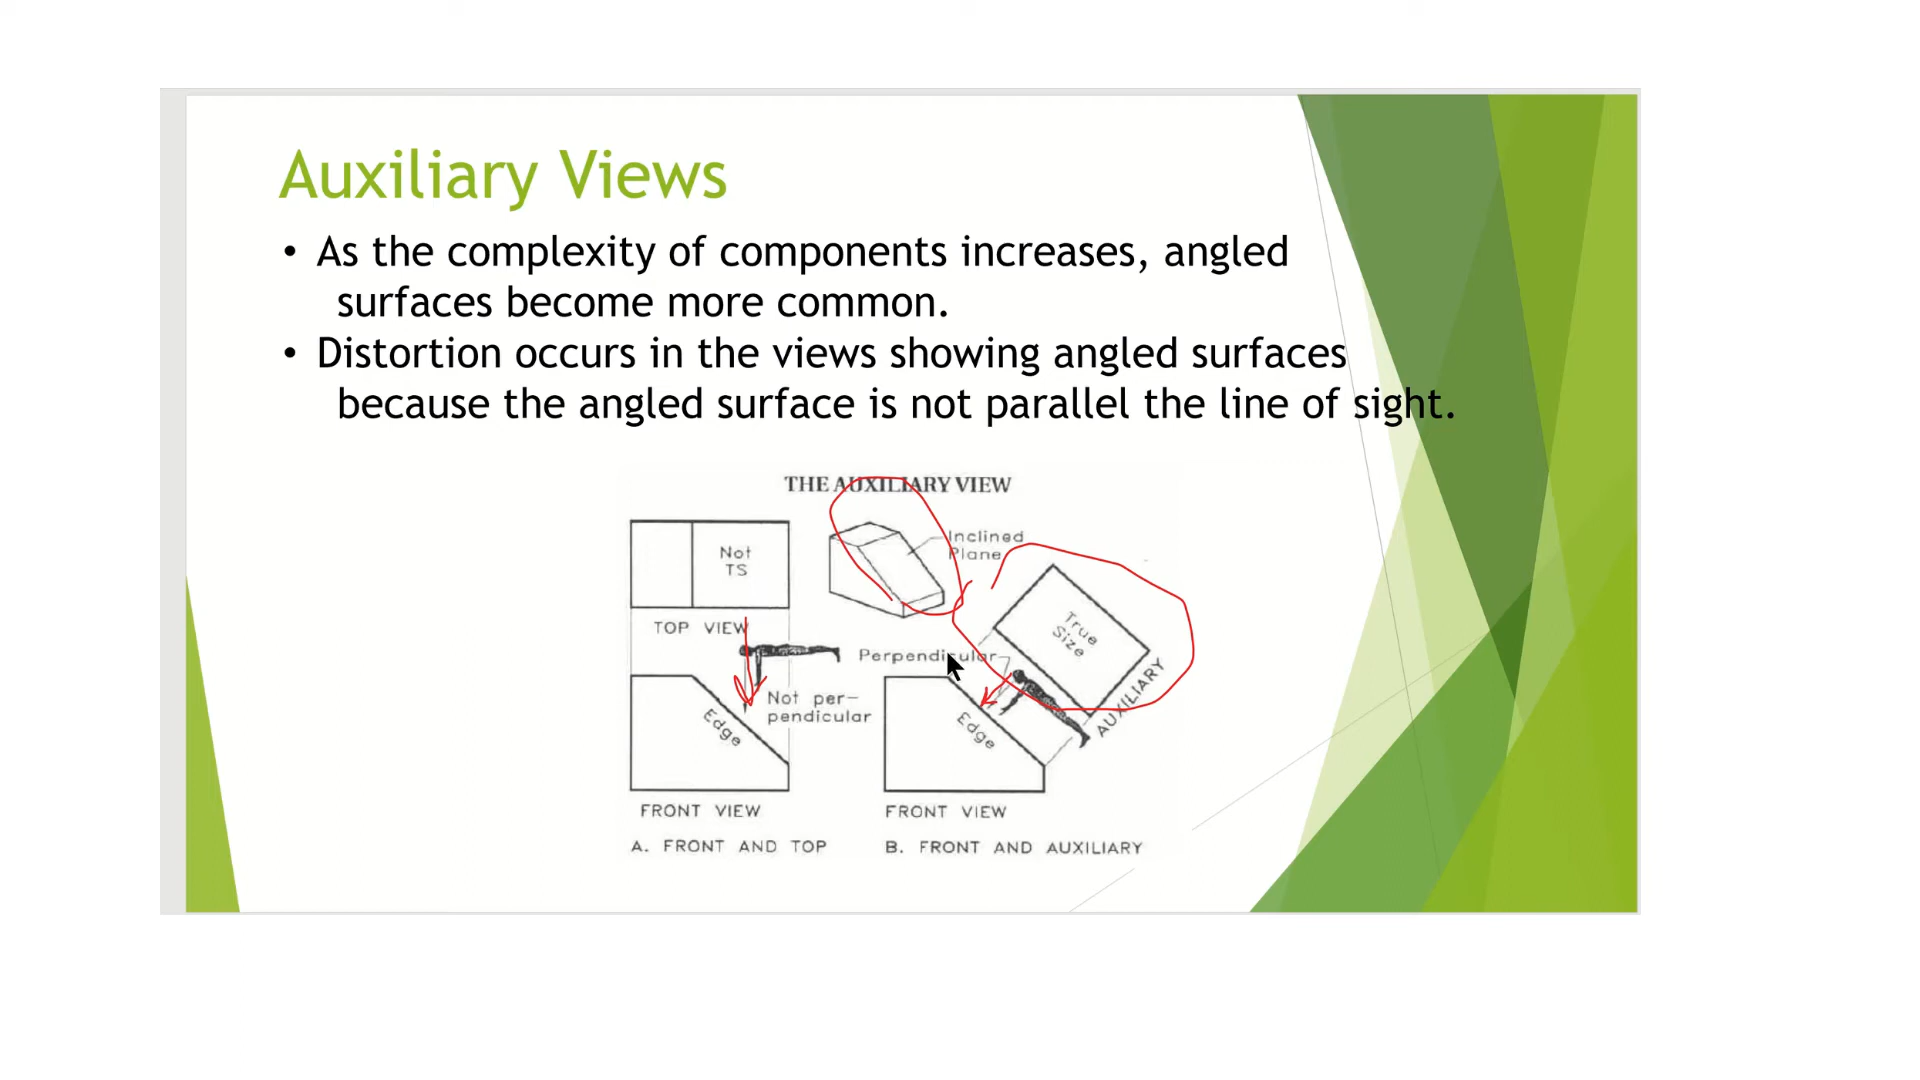 Auxiliary Views
• As the complexity of components increases, angled
surfaces become more common.
• Distortion occurs in the views showing angled surfaces
because the angled surface is not parallel the line of sight.
THE AUXILIARY VIEW
Not
TS
Inclined
Plane
True
Size
TOP VIEW
Perpendicular
Not per-
pendicular
Edge
Edge
AUXILIARY
FRONT VIEW
FRONT VIEW
A. FRONT AND TOP
B. FRONT AND AUXILIARY